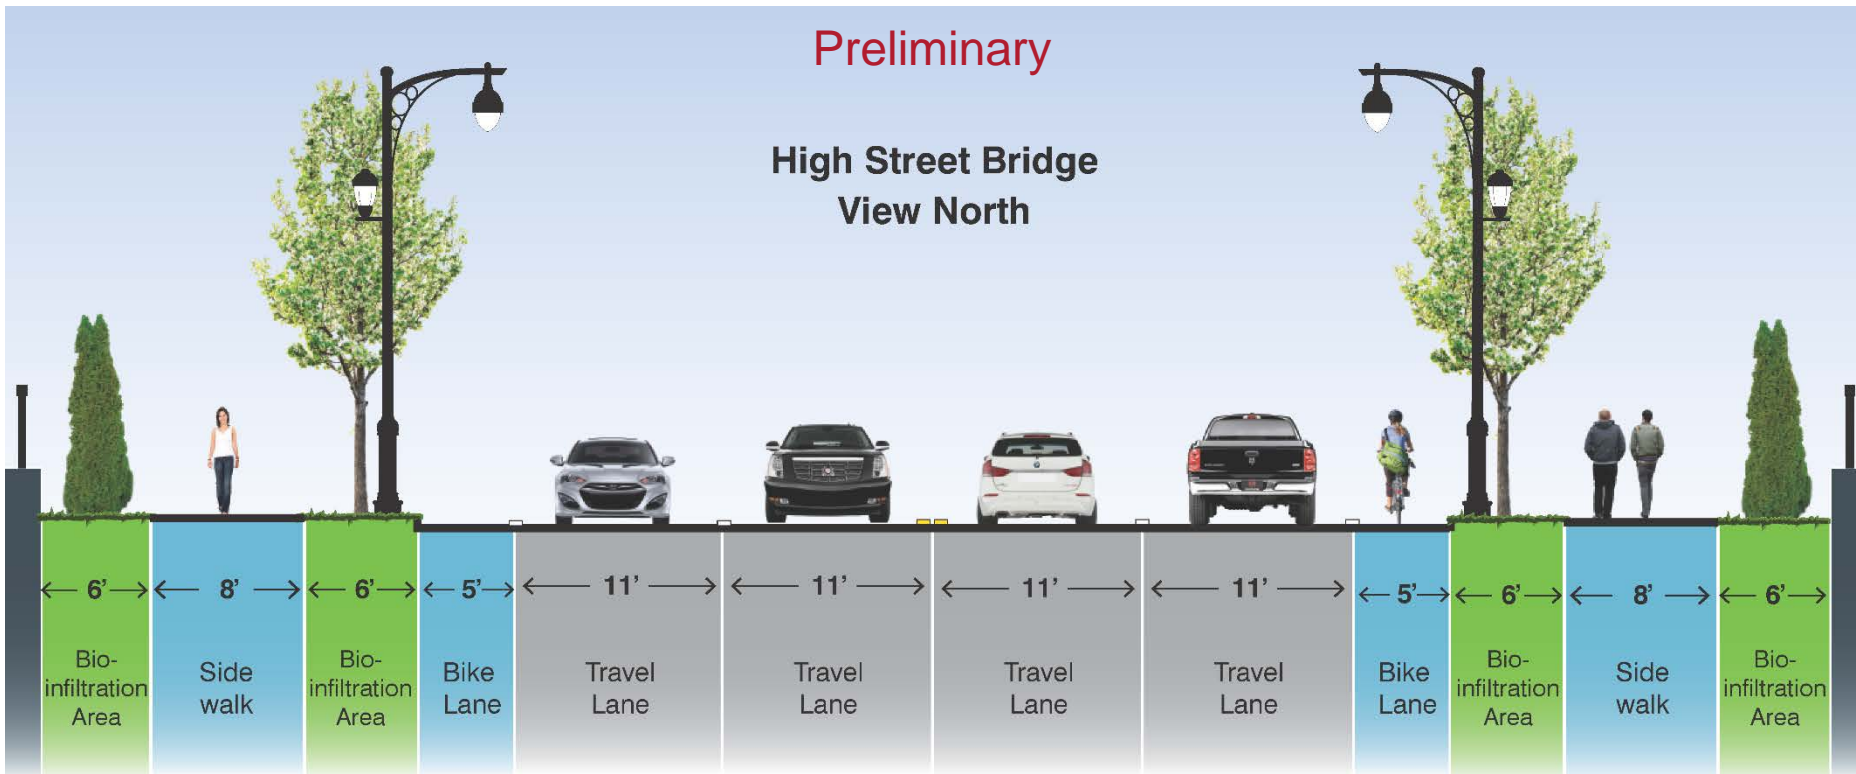 Preliminary
High Street Bridge
View North
6’ 8’ 6’ 5’ 11’ 11’ 11’ 11’ 5’ 6’ 8’ 6’
Bio-
infiltration
Area
Side
walk
Bio-
infiltration
Area
Bike
Lane
Travel
Lane
Travel
Lane
Travel
Lane
Travel
Lane
Bike
Lane
Bio-
infiltration
Area
Side
walk
Bio-
infiltration
Area